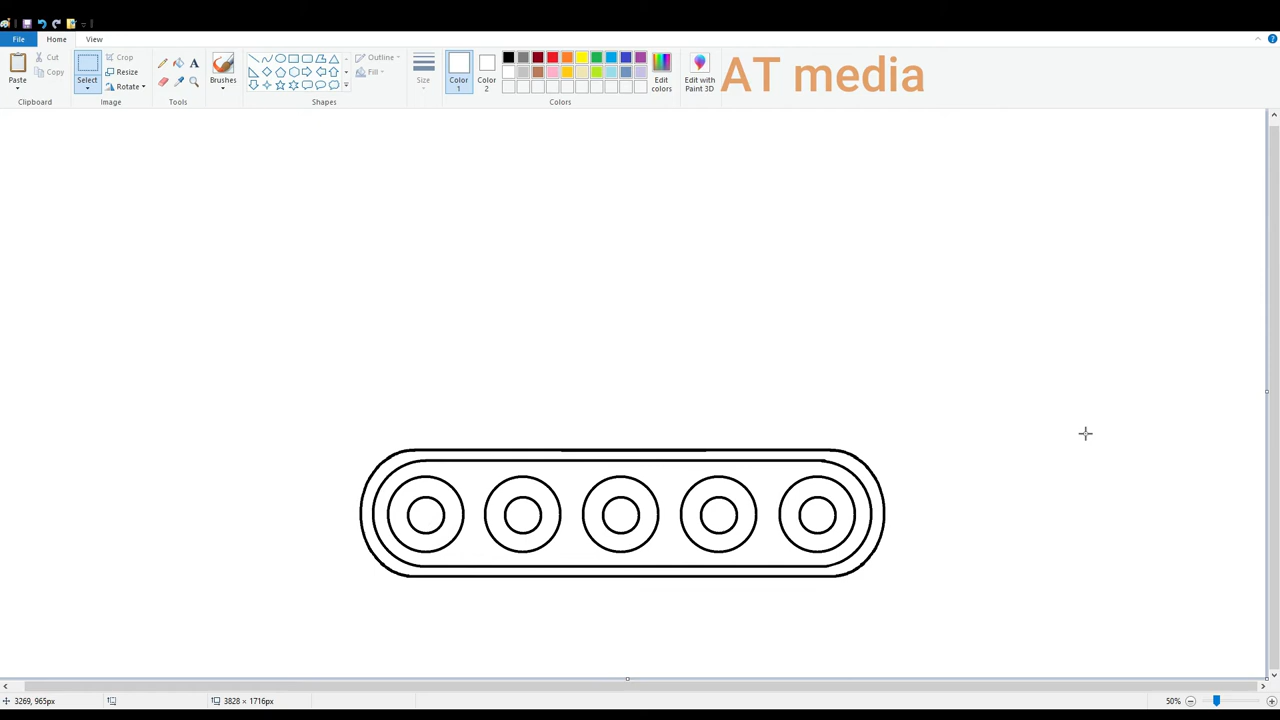 File Home View
Paste Cut Copy Clipboard
Select Crop Resize Rotate Image
Tools
Brushes
Shapes Outline Fill
Size
Color 1 Color 2 Edit colors Colors
Edit with Paint 3D
AT media
3269, 965px 3828 × 1716px 50%